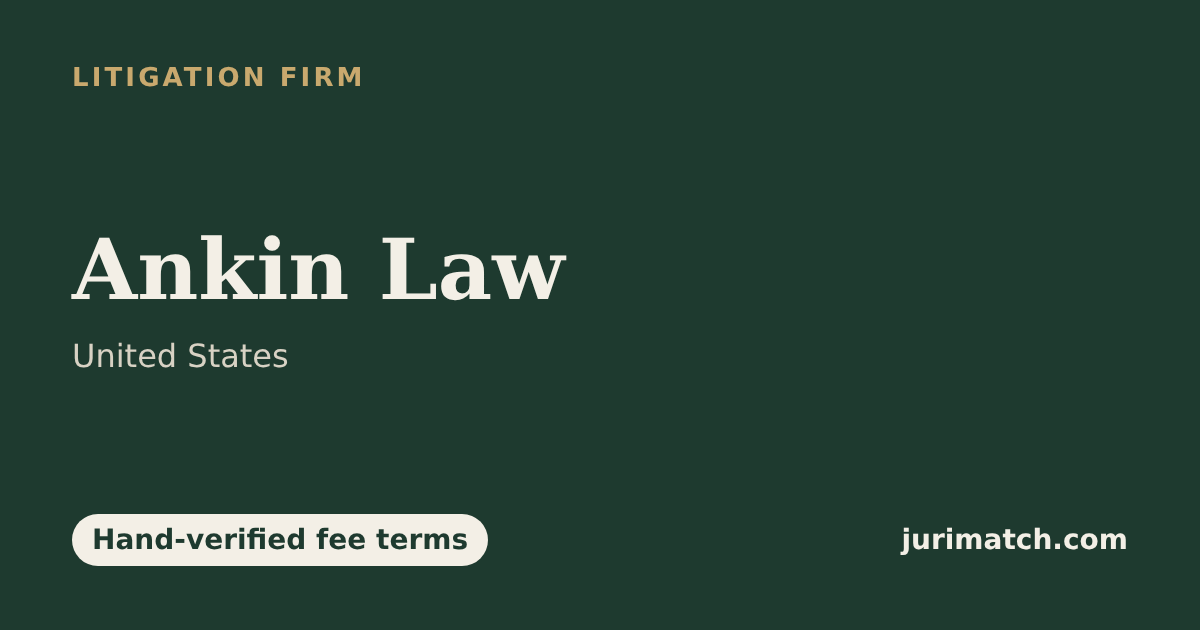 LITIGATION FIRM
Ankin Law
United States
Hand-verified fee terms
jurimatch.com